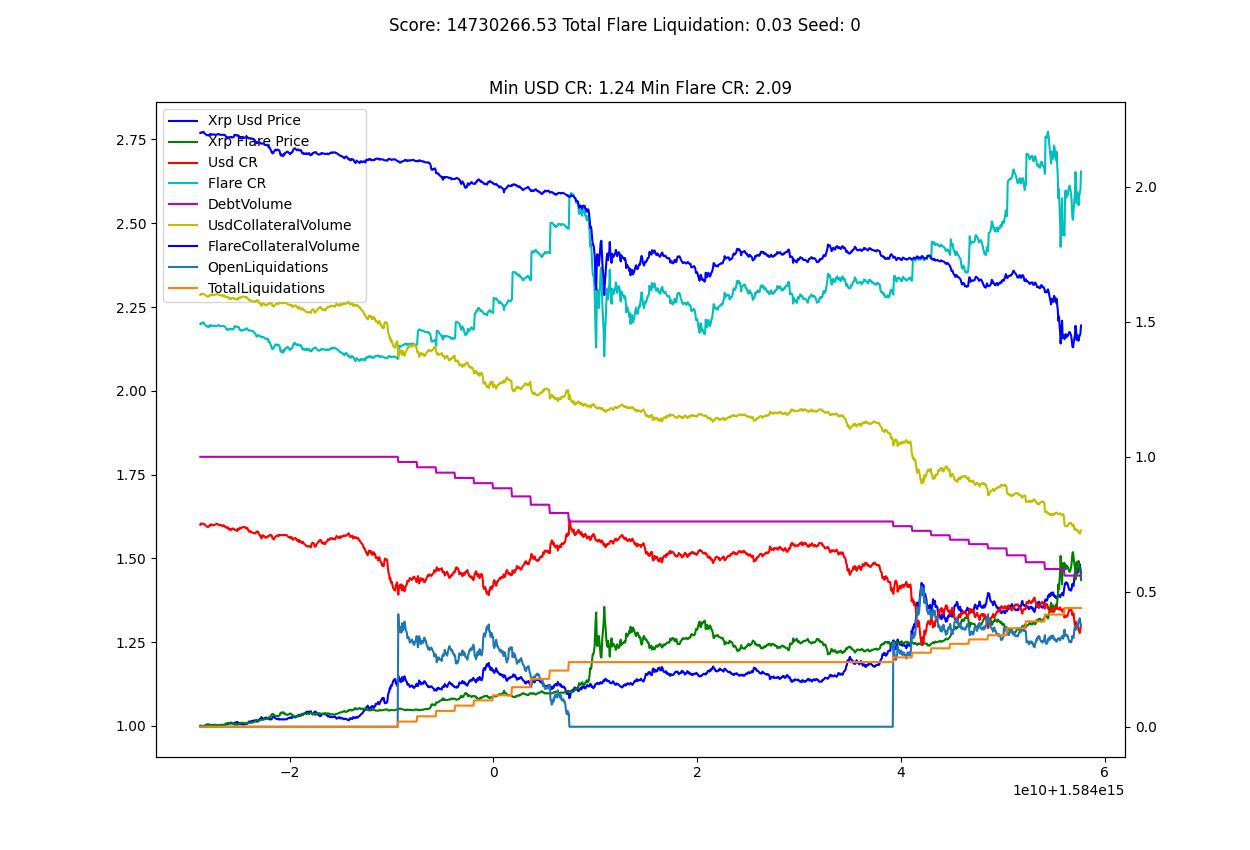 Score: 14730266.53 Total Flare Liquidation: 0.03 Seed: 0
Min USD CR: 1.24 Min Flare CR: 2.09
Xrp Usd Price
Xrp Flare Price
Usd CR
Flare CR
DebtVolume
UsdCollateralVolume
FlareCollateralVolume
OpenLiquidations
TotalLiquidations
2.75
2.50
2.25
2.00
1.75
1.50
1.25
1.00
2.0
1.5
1.0
0.5
0.0
−2 0 2 4 6
1e10+1.584e15